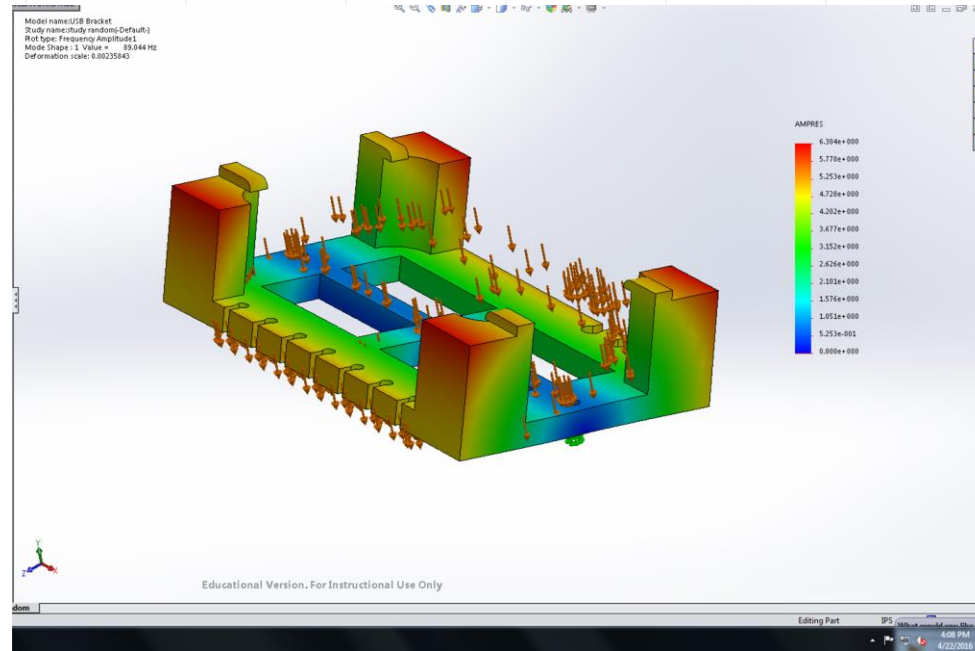 Model name:USB Bracket
Study name:study random(-Default-)
Plot type: Frequency Amplitude1
Mode Shape : 1 Value = 89.044 Hz
Deformation scale: 0.00235843
AMPRES
6.304e+000
5.778e+000
5.253e+000
4.728e+000
4.202e+000
3.677e+000
3.152e+000
2.626e+000
2.101e+000
1.576e+000
1.051e+000
5.253e-001
0.000e+000
Y
Z
X
Educational Version. For Instructional Use Only
dom
Editing Part
IPS
What would you like
4:08 PM
4/22/2016